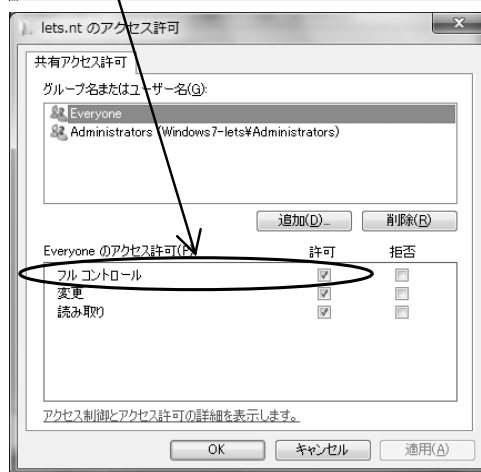 lets.nt のアクセス許可
共有アクセス許可
グループ名またはユーザー名(G):
Everyone
Administrators (Windows7-lets¥Administrators)
追加(D)... 削除(R)
Everyone のアクセス許可(P) 許可 拒否
フル コントロール
変更
読み取り
アクセス制御とアクセス許可の詳細を表示します。
OK キャンセル 適用(A)